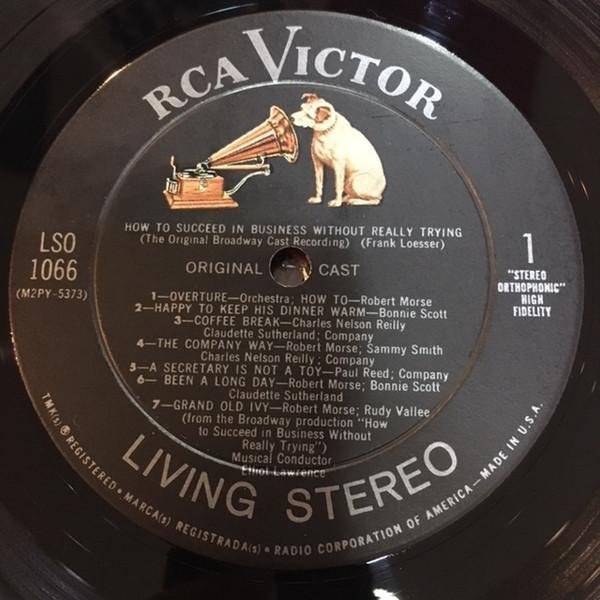 RCA VICTOR
HOW TO SUCCEED IN BUSINESS WITHOUT REALLY TRYING
(The Original Broadway Cast Recording) (Frank Loesser)
LSO
1066
(M2PY-5373)
ORIGINAL CAST
1
"STEREO
ORTHOPHONIC"
HIGH
FIDELITY
1—OVERTURE—Orchestra; HOW TO—Robert Morse
2—HAPPY TO KEEP HIS DINNER WARM—Bonnie Scott
3—COFFEE BREAK—Charles Nelson Reilly
Claudette Sutherland; Company
4—THE COMPANY WAY—Robert Morse; Sammy Smith
Charles Nelson Reilly; Company
5—A SECRETARY IS NOT A TOY—Paul Reed; Company
6— BEEN A LONG DAY—Robert Morse; Bonnie Scott
Claudette Sutherland
7—GRAND OLD IVY—Robert Morse; Rudy Vallee
(from the Broadway production "How
to Succeed in Business Without
Really Trying")
Musical Conductor
Elliot Lawrence
LIVING STEREO
TMK(s) ® REGISTERED • MARCA(s) REGISTRADA(s) • RADIO CORPORATION OF AMERICA—MADE IN U.S.A.